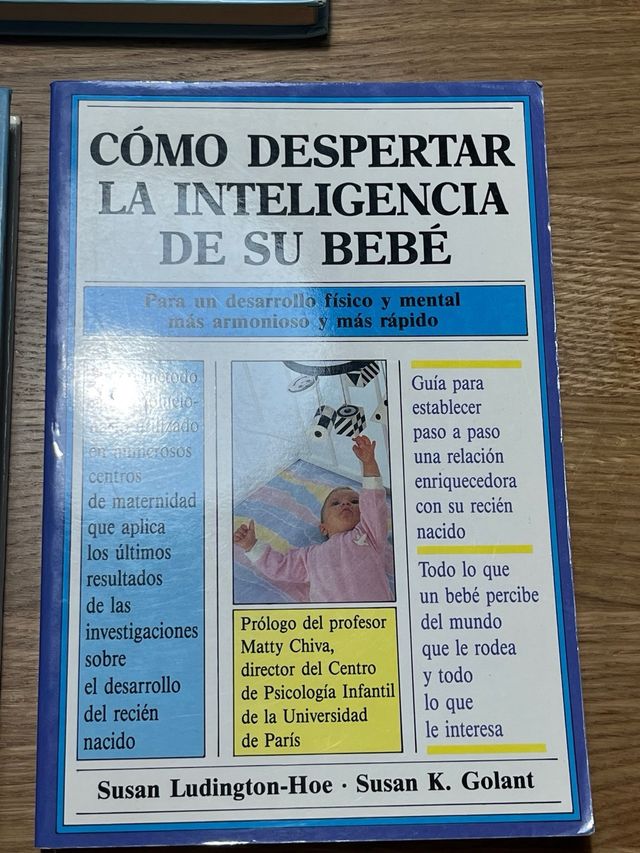 CÓMO DESPERTAR
LA INTELIGENCIA
DE SU BEBÉ
Para un desarrollo físico y mental
más armonioso y más rápido
método
utilizado
en numerosos
centros
de maternidad
que aplica
los últimos
resultados
de las
investigaciones
sobre
el desarrollo
del recién
nacido
Prólogo del profesor
Matty Chiva,
director del Centro
de Psicología Infantil
de la Universidad
de París
Guía para
establecer
paso a paso
una relación
enriquecedora
con su recién
nacido
Todo lo que
un bebé percibe
del mundo
que le rodea
y todo
lo que
le interesa
Susan Ludington-Hoe · Susan K. Golant